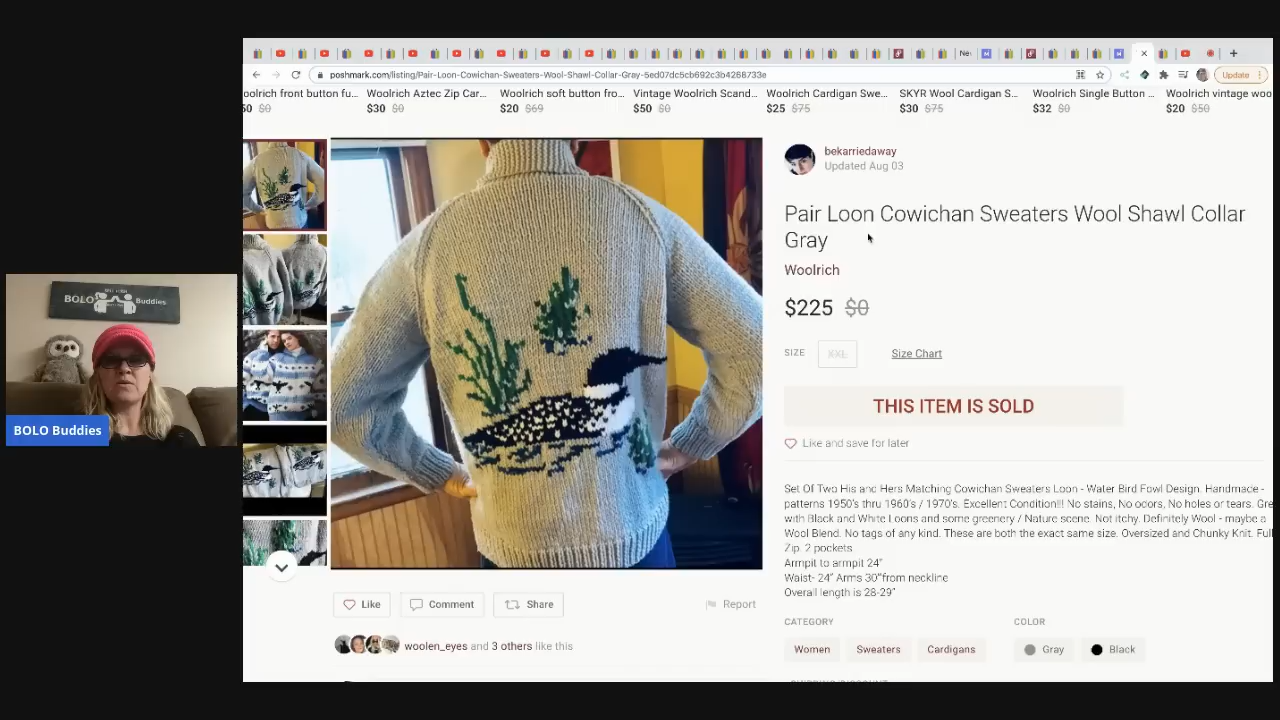 Update
poshmark.com/listing/Pair-Loon-Cowichan-Sweaters-Wool-Shawl-Collar-Gray-5ed07dc5cb692c3b4268733e
oolrich front button fu... Woolrich Aztec Zip Car... Woolrich soft button fro... Vintage Woolrich Scand... Woolrich Cardigan Swe... SKYR Wool Cardigan S... Woolrich Single Button ... Woolrich vintage woo
50 $0 $30 $0 $20 $69 $50 $0 $25 $75 $30 $75 $32 $0 $20 $50
bekarriedaway
Updated Aug 03
Pair Loon Cowichan Sweaters Wool Shawl Collar
Gray
Woolrich
$225 $0
SIZE XXL Size Chart
THIS ITEM IS SOLD
Like and save for later
Set Of Two His and Hers Matching Cowichan Sweaters Loon - Water Bird Fowl Design. Handmade -
patterns 1950's thru 1960's / 1970's. Excellent Condition!!! No stains, No odors, No holes or tears. Gre
with Black and White Loons and some greenery / Nature scene. Not itchy. Definitely Wool - maybe a
Wool Blend. No tags of any kind. These are both the exact same size. Oversized and Chunky Knit. Full
Zip. 2 pockets
Armpit to armpit 24"
Waist- 24" Arms 30"from neckline
Overall length is 28-29"
CATEGORY
Women Sweaters Cardigans
COLOR
Gray Black
Like Comment Share Report
woolen_eyes and 3 others like this
BOLO Buddies
BOLO Buddies